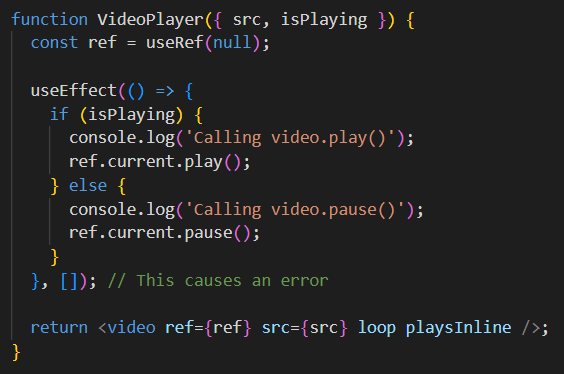 function VideoPlayer({ src, isPlaying }) {
  const ref = useRef(null);

  useEffect(() => {
    if (isPlaying) {
      console.log('Calling video.play()');
      ref.current.play();
    } else {
      console.log('Calling video.pause()');
      ref.current.pause();
    }
  }, []); // This causes an error

  return <video ref={ref} src={src} loop playsInline />;
}